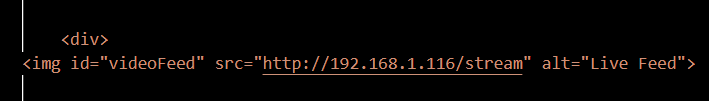 <div>
<img id="videoFeed" src="http://192.168.1.116/stream" alt="Live Feed">